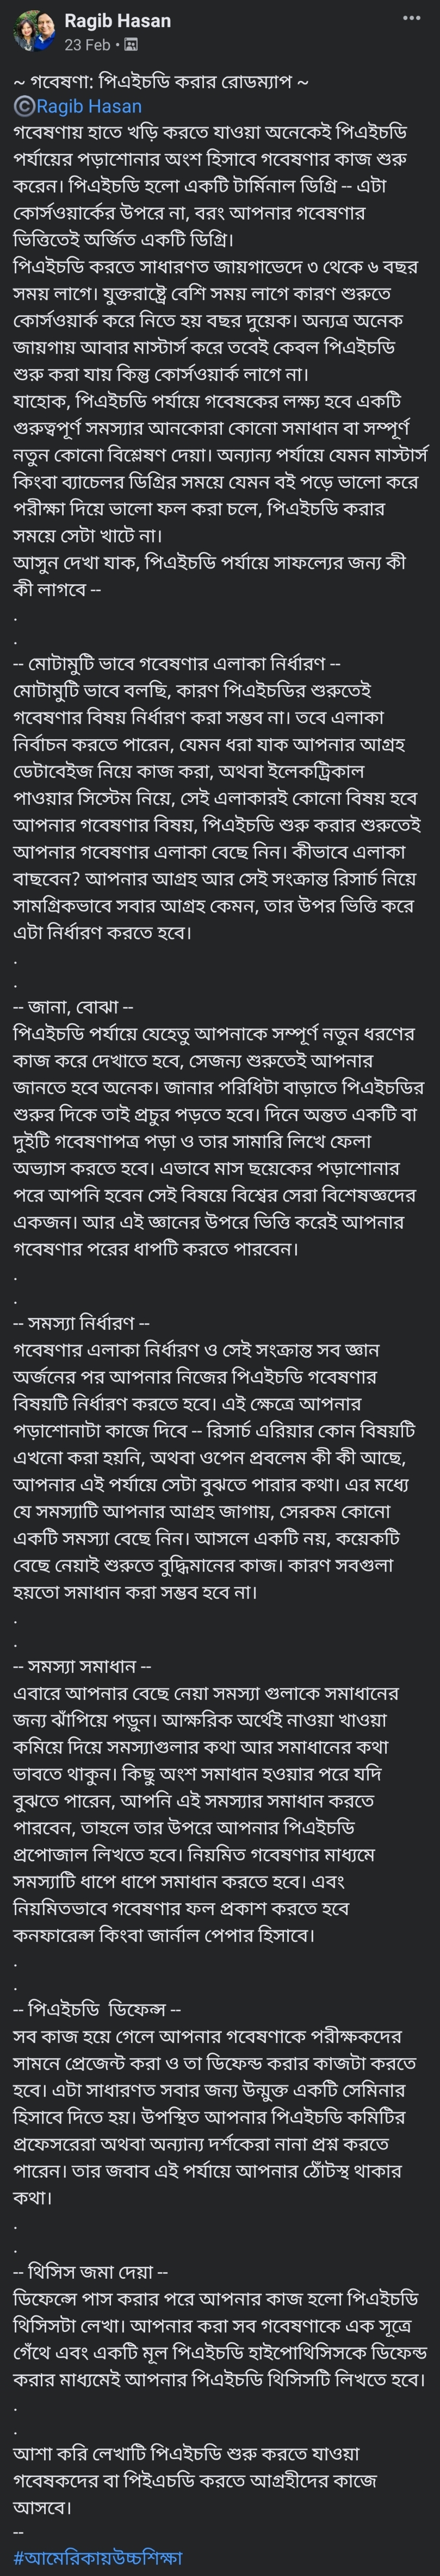 Ragib Hasan
23 Feb •
~ গবেষণা: পিএইচডি করার রোডম্যাপ ~
©Ragib Hasan
গবেষণায় হাতে খড়ি করতে যাওয়া অনেকেই পিএইচডি
পর্যায়ের পড়াশোনার অংশ হিসাবে গবেষণার কাজ শুরু
করেন। পিএইচডি হলো একটি টার্মিনাল ডিগ্রি -- এটা
কোর্সওয়ার্কের উপরে না, বরং আপনার গবেষণার
ভিত্তিতেই অর্জিত একটি ডিগ্রি।
পিএইচডি করতে সাধারণত জায়গাভেদে ৩ থেকে ৬ বছর
সময় লাগে। যুক্তরাষ্ট্রে বেশি সময় লাগে কারণ শুরুতে
কোর্সওয়ার্ক করে নিতে হয় বছর দুয়েক। অন্যত্র অনেক
জায়গায় আবার মাস্টার্স করে তবেই কেবল পিএইচডি
শুরু করা যায় কিন্তু কোর্সওয়ার্ক লাগে না।
যাহোক, পিএইচডি পর্যায়ে গবেষকের লক্ষ্য হবে একটি
গুরুত্বপূর্ণ সমস্যার আনকোরা কোনো সমাধান বা সম্পূর্ণ
নতুন কোনো বিশ্লেষণ দেয়া। অন্যান্য পর্যায়ে যেমন মাস্টার্স
কিংবা ব্যাচেলর ডিগ্রির সময়ে যেমন বই পড়ে ভালো করে
পরীক্ষা দিয়ে ভালো ফল করা চলে, পিএইচডি করার
সময়ে সেটা খাটে না।
আসুন দেখা যাক, পিএইচডি পর্যায়ে সাফল্যের জন্য কী
কী লাগবে --
.
.
-- মোটামুটি ভাবে গবেষণার এলাকা নির্ধারণ --
মোটামুটি ভাবে বলছি, কারণ পিএইচডির শুরুতেই
গবেষণার বিষয় নির্ধারণ করা সম্ভব না। তবে এলাকা
নির্বাচন করতে পারেন, যেমন ধরা যাক আপনার আগ্রহ
ডেটাবেইজ নিয়ে কাজ করা, অথবা ইলেকট্রিকাল
পাওয়ার সিস্টেম নিয়ে, সেই এলাকারই কোনো বিষয় হবে
আপনার গবেষণার বিষয়, পিএইচডি শুরু করার শুরুতেই
আপনার গবেষণার এলাকা বেছে নিন। কীভাবে এলাকা
বাছবেন? আপনার আগ্রহ আর সেই সংক্রান্ত রিসার্চ নিয়ে
সামগ্রিকভাবে সবার আগ্রহ কেমন, তার উপর ভিত্তি করে
এটা নির্ধারণ করতে হবে।
.
.
-- জানা, বোঝা --
পিএইচডি পর্যায়ে যেহেতু আপনাকে সম্পূর্ণ নতুন ধরণের
কাজ করে দেখাতে হবে, সেজন্য শুরুতেই আপনার
জানতে হবে অনেক। জানার পরিধিটা বাড়াতে পিএইচডির
শুরুর দিকে তাই প্রচুর পড়তে হবে। দিনে অন্তত একটি বা
দুইটি গবেষণাপত্র পড়া ও তার সামারি লিখে ফেলা
অভ্যাস করতে হবে। এভাবে মাস ছয়েকের পড়াশোনার
পরে আপনি হবেন সেই বিষয়ে বিশ্বের সেরা বিশেষজ্ঞদের
একজন। আর এই জ্ঞানের উপরে ভিত্তি করেই আপনার
গবেষণার পরের ধাপটি করতে পারবেন।
.
.
-- সমস্যা নির্ধারণ --
গবেষণার এলাকা নির্ধারণ ও সেই সংক্রান্ত সব জ্ঞান
অর্জনের পর আপনার নিজের পিএইচডি গবেষণার
বিষয়টি নির্ধারণ করতে হবে। এই ক্ষেত্রে আপনার
পড়াশোনাটা কাজে দিবে -- রিসার্চ এরিয়ার কোন বিষয়টি
এখনো করা হয়নি, অথবা ওপেন প্রবলেম কী কী আছে,
আপনার এই পর্যায়ে সেটা বুঝতে পারার কথা। এর মধ্যে
যে সমস্যাটি আপনার আগ্রহ জাগায়, সেরকম কোনো
একটি সমস্যা বেছে নিন। আসলে একটি নয়, কয়েকটি
বেছে নেয়াই শুরুতে বুদ্ধিমানের কাজ। কারণ সবগুলা
হয়তো সমাধান করা সম্ভব হবে না।
.
.
-- সমস্যা সমাধান --
এবারে আপনার বেছে নেয়া সমস্যা গুলাকে সমাধানের
জন্য ঝাঁপিয়ে পড়ুন। আক্ষরিক অর্থেই নাওয়া খাওয়া
কমিয়ে দিয়ে সমস্যাগুলার কথা আর সমাধানের কথা
ভাবতে থাকুন। কিছু অংশ সমাধান হওয়ার পরে যদি
বুঝতে পারেন, আপনি এই সমস্যার সমাধান করতে
পারবেন, তাহলে তার উপরে আপনার পিএইচডি
প্রপোজাল লিখতে হবে। নিয়মিত গবেষণার মাধ্যমে
সমস্যাটি ধাপে ধাপে সমাধান করতে হবে। এবং
নিয়মিতভাবে গবেষণার ফল প্রকাশ করতে হবে
কনফারেন্স কিংবা জার্নাল পেপার হিসাবে।
.
.
-- পিএইচডি ডিফেন্স --
সব কাজ হয়ে গেলে আপনার গবেষণাকে পরীক্ষকদের
সামনে প্রেজেন্ট করা ও তা ডিফেন্ড করার কাজটা করতে
হবে। এটা সাধারণত সবার জন্য উন্মুক্ত একটি সেমিনার
হিসাবে দিতে হয়। উপস্থিত আপনার পিএইচডি কমিটির
প্রফেসরেরা অথবা অন্যান্য দর্শকেরা নানা প্রশ্ন করতে
পারেন। তার জবাব এই পর্যায়ে আপনার ঠোঁটস্থ থাকার
কথা।
.
.
-- থিসিস জমা দেয়া --
ডিফেন্সে পাস করার পরে আপনার কাজ হলো পিএইচডি
থিসিসটা লেখা। আপনার করা সব গবেষণাকে এক সূত্রে
গেঁথে এবং একটি মূল পিএইচডি হাইপোথিসিসকে ডিফেন্ড
করার মাধ্যমেই আপনার পিএইচডি থিসিসটি লিখতে হবে।
.
.
আশা করি লেখাটি পিএইচডি শুরু করতে যাওয়া
গবেষকদের বা পিইএচডি করতে আগ্রহীদের কাজে
আসবে।
--
#আমেরিকায়উচ্চশিক্ষা